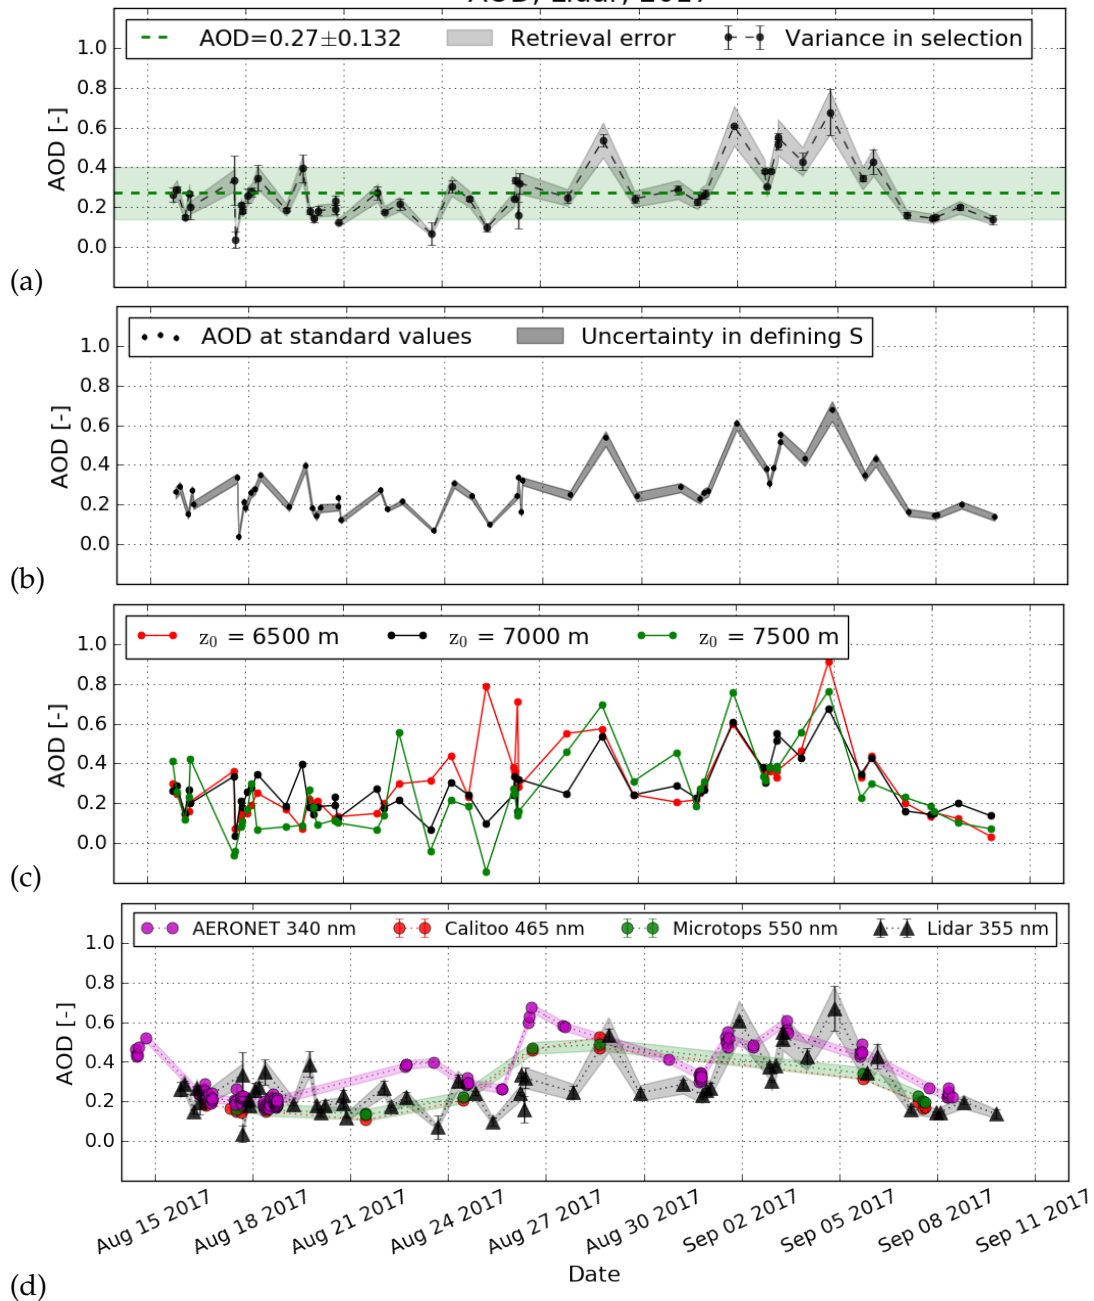 AOD, Lidar, 2017
AOD=0.27±0.132 Retrieval error Variance in selection
1.0
0.8
0.6
0.4
0.2
0.0
AOD [-]
(a)
AOD at standard values Uncertainty in defining S
1.0
0.8
0.6
0.4
0.2
0.0
AOD [-]
(b)
z₀ = 6500 m z₀ = 7000 m z₀ = 7500 m
1.0
0.8
0.6
0.4
0.2
0.0
AOD [-]
(c)
AERONET 340 nm Calitoo 465 nm Microtops 550 nm Lidar 355 nm
1.0
0.8
0.6
0.4
0.2
0.0
AOD [-]
Aug 15 2017 Aug 18 2017 Aug 21 2017 Aug 24 2017 Aug 27 2017 Aug 30 2017 Sep 02 2017 Sep 05 2017 Sep 08 2017 Sep 11 2017
Date
(d)